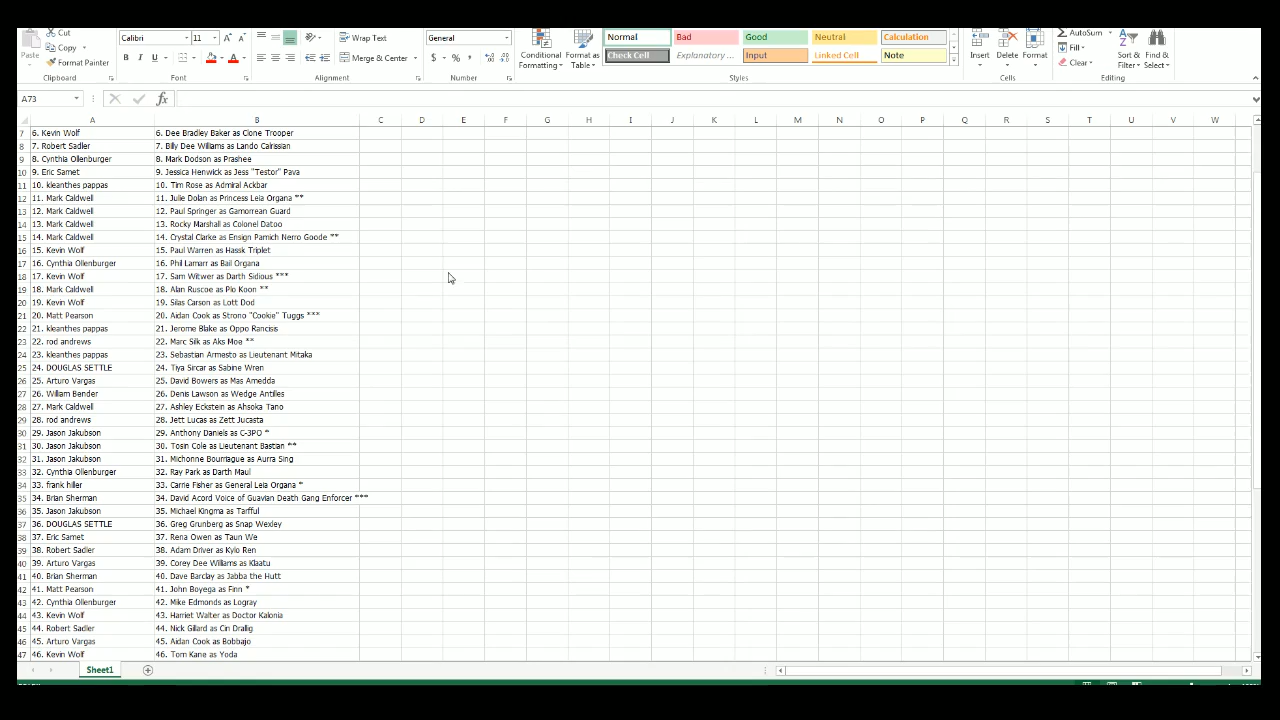 Cut
Copy
Paste
Format Painter
Clipboard
Calibri 11
B I U
Font
Wrap Text
Merge & Center
Alignment
General
$ % ,
Number
Conditional Formatting
Format as Table
Normal Bad Good Neutral Calculation
Check Cell Explanatory ... Input Linked Cell Note
Styles
Insert Delete Format
Cells
AutoSum
Fill
Clear
Sort & Filter
Find & Select
Editing
A73 fx
A B C D E F G H I J K L M N O P Q R S T U V W
7 6. Kevin Wolf 6. Dee Bradley Baker as Clone Trooper
8 7. Robert Sadler 7. Billy Dee Williams as Lando Calrissian
9 8. Cynthia Ollenburger 8. Mark Dodson as Prashee
10 9. Eric Samet 9. Jessica Henwick as Jess "Testor" Pava
11 10. kleanthes pappas 10. Tim Rose as Admiral Ackbar
12 11. Mark Caldwell 11. Julie Dolan as Princess Leia Organa **
13 12. Mark Caldwell 12. Paul Springer as Gamorrean Guard
14 13. Mark Caldwell 13. Rocky Marshall as Colonel Datoo
15 14. Mark Caldwell 14. Crystal Clarke as Ensign Pamich Nerro Goode **
16 15. Kevin Wolf 15. Paul Warren as Hassk Triplet
17 16. Cynthia Ollenburger 16. Phil Lamarr as Bail Organa
18 17. Kevin Wolf 17. Sam Witwer as Darth Sidious ***
19 18. Mark Caldwell 18. Alan Ruscoe as Plo Koon **
20 19. Kevin Wolf 19. Silas Carson as Lott Dod
21 20. Matt Pearson 20. Aidan Cook as Strono "Cookie" Tuggs ***
22 21. kleanthes pappas 21. Jerome Blake as Oppo Rancisis
23 22. rod andrews 22. Marc Silk as Aks Moe **
24 23. kleanthes pappas 23. Sebastian Armesto as Lieutenant Mitaka
25 24. DOUGLAS SETTLE 24. Tiya Sircar as Sabine Wren
26 25. Arturo Vargas 25. David Bowers as Mas Amedda
27 26. William Bender 26. Denis Lawson as Wedge Antilles
28 27. Mark Caldwell 27. Ashley Eckstein as Ahsoka Tano
29 28. rod andrews 28. Jett Lucas as Zett Jucasta
30 29. Jason Jakubson 29. Anthony Daniels as C-3PO *
31 30. Jason Jakubson 30. Tosin Cole as Lieutenant Bastian **
32 31. Jason Jakubson 31. Michonne Bourriague as Aurra Sing
33 32. Cynthia Ollenburger 32. Ray Park as Darth Maul
34 33. frank hiller 33. Carrie Fisher as General Leia Organa *
35 34. Brian Sherman 34. David Acord Voice of Guavian Death Gang Enforcer ***
36 35. Jason Jakubson 35. Michael Kingma as Tarfful
37 36. DOUGLAS SETTLE 36. Greg Grunberg as Snap Wexley
38 37. Eric Samet 37. Rena Owen as Taun We
39 38. Robert Sadler 38. Adam Driver as Kylo Ren
40 39. Arturo Vargas 39. Corey Dee Williams as Klaatu
41 40. Brian Sherman 40. Dave Barclay as Jabba the Hutt
42 41. Matt Pearson 41. John Boyega as Finn *
43 42. Cynthia Ollenburger 42. Mike Edmonds as Logray
44 43. Kevin Wolf 43. Harriet Walter as Doctor Kalonia
45 44. Robert Sadler 44. Nick Gillard as Cin Drallig
46 45. Arturo Vargas 45. Aidan Cook as Bobbajo
47 46. Kevin Wolf 46. Tom Kane as Yoda
Sheet1